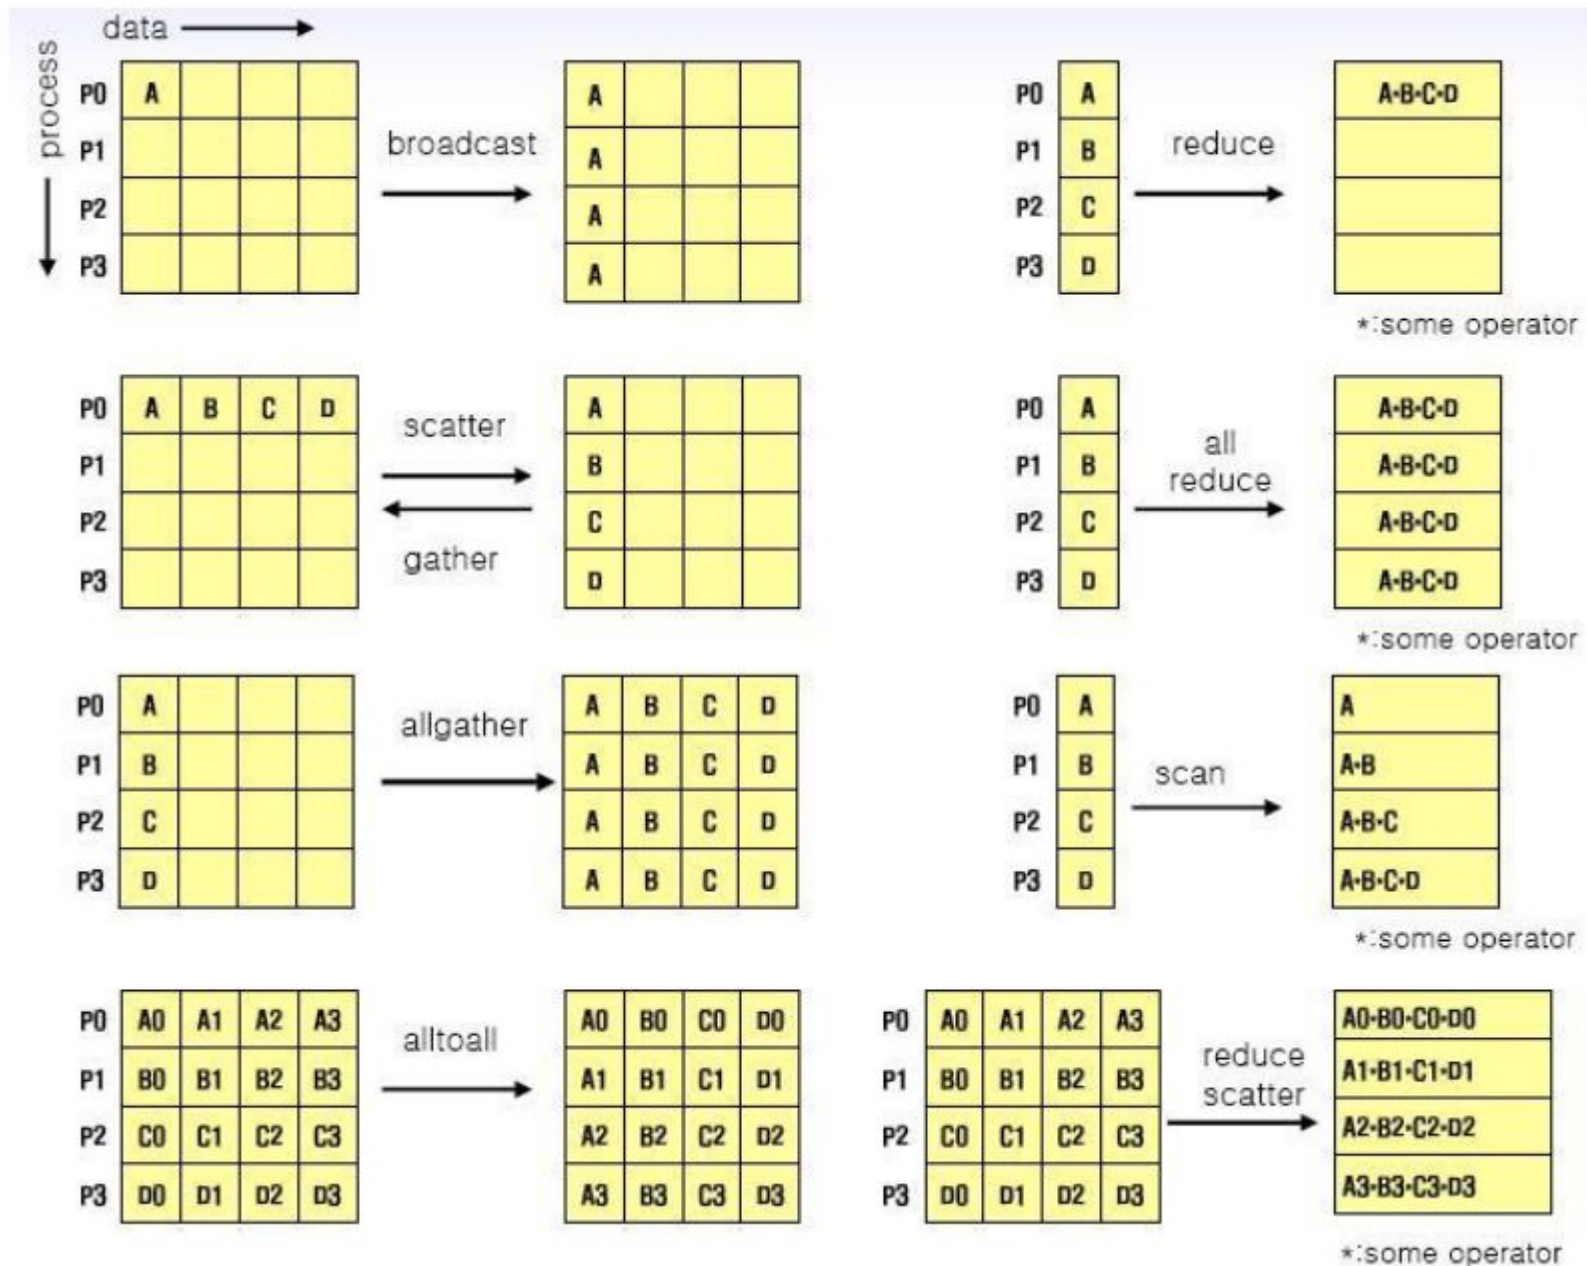 data
process
P0 A
P1
P2
P3
broadcast
A
A
A
A
P0 A
P1 B
P2 C
P3 D
reduce
A*B*C*D
*:some operator
P0 A B C D
P1
P2
P3
scatter
gather
A
B
C
D
P0 A
P1 B
P2 C
P3 D
all
reduce
A*B*C*D
A*B*C*D
A*B*C*D
A*B*C*D
*:some operator
P0 A
P1 B
P2 C
P3 D
allgather
A B C D
A B C D
A B C D
A B C D
P0 A
P1 B
P2 C
P3 D
scan
A
A*B
A*B*C
A*B*C*D
*:some operator
P0 A0 A1 A2 A3
P1 B0 B1 B2 B3
P2 C0 C1 C2 C3
P3 D0 D1 D2 D3
alltoall
A0 B0 C0 D0
A1 B1 C1 D1
A2 B2 C2 D2
A3 B3 C3 D3
P0 A0 A1 A2 A3
P1 B0 B1 B2 B3
P2 C0 C1 C2 C3
P3 D0 D1 D2 D3
reduce
scatter
A0*B0*C0*D0
A1*B1*C1*D1
A2*B2*C2*D2
A3*B3*C3*D3
*:some operator